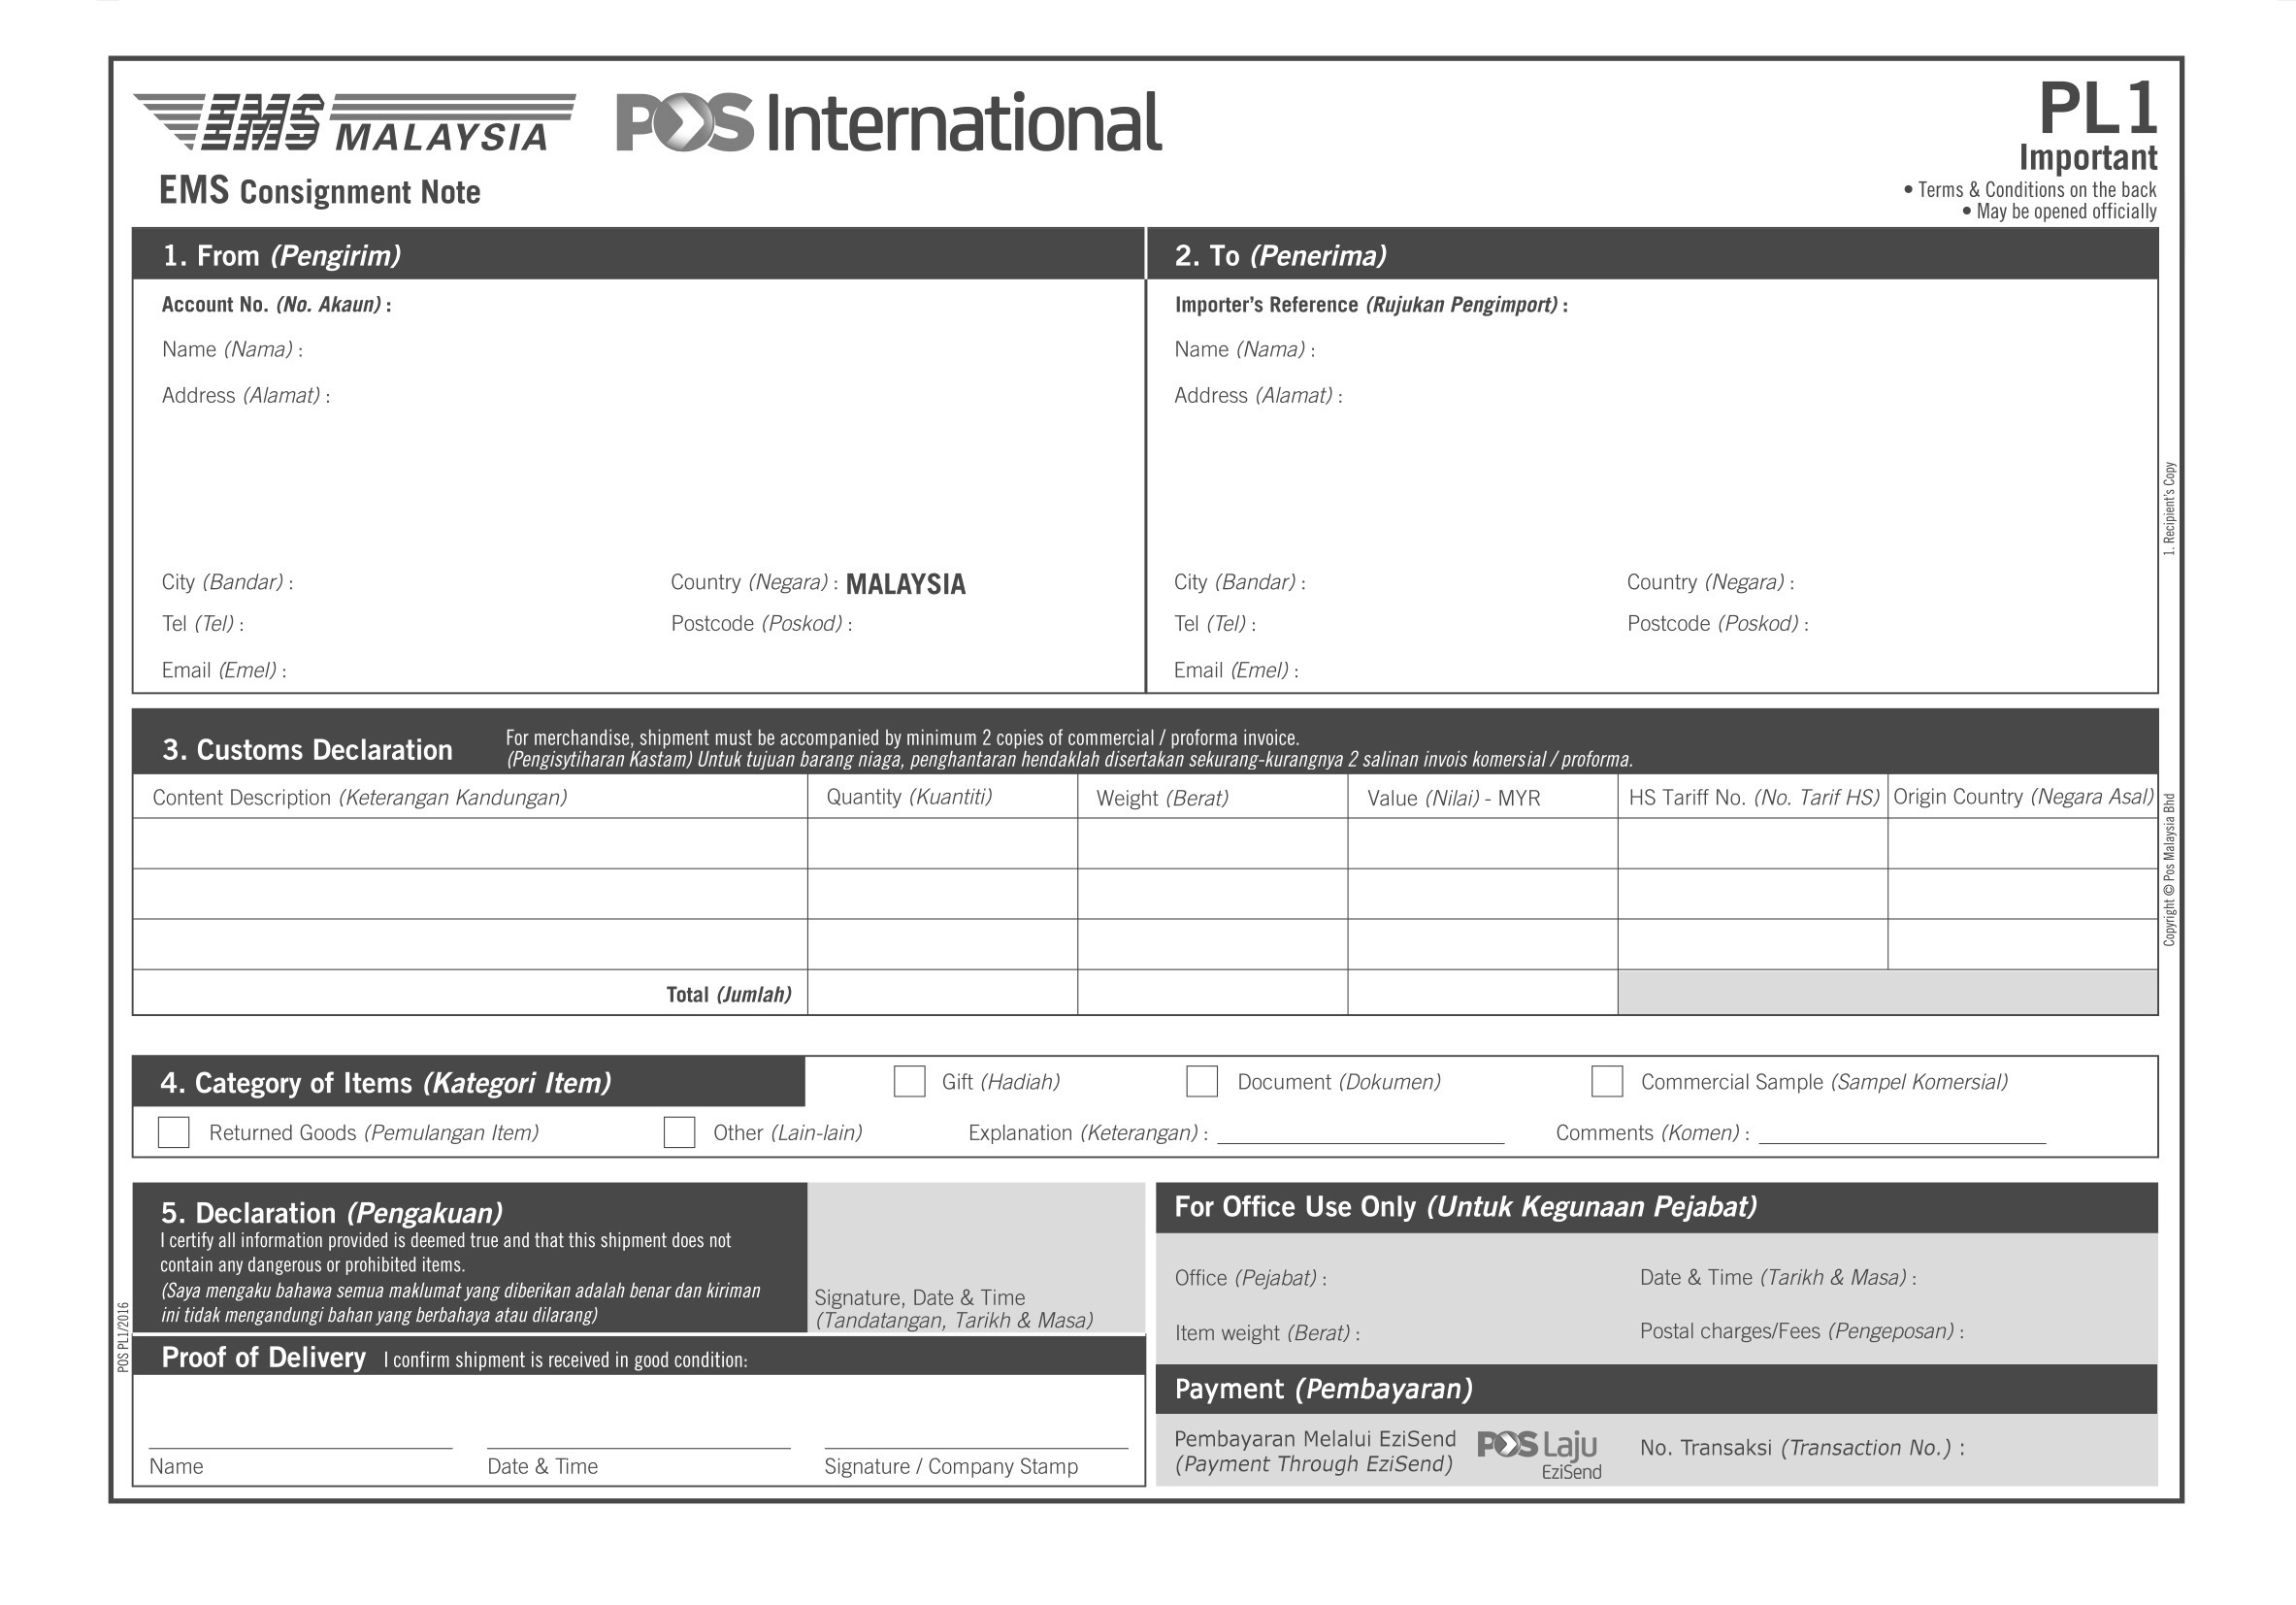 EMS MALAYSIA
POS International
PL1
Important
EMS Consignment Note
• Terms & Conditions on the back
• May be opened officially
1. From (Pengirim)
Account No. (No. Akaun) :
Name (Nama) :
Address (Alamat) :
City (Bandar) :
Country (Negara) : MALAYSIA
Tel (Tel) :
Postcode (Poskod) :
Email (Emel) :
2. To (Penerima)
Importer’s Reference (Rujukan Pengimport) :
Name (Nama) :
Address (Alamat) :
City (Bandar) :
Country (Negara) :
Tel (Tel) :
Postcode (Poskod) :
Email (Emel) :
1. Recipient’s Copy
3. Customs Declaration
For merchandise, shipment must be accompanied by minimum 2 copies of commercial / proforma invoice.
(Pengisytiharan Kastam) Untuk tujuan barang niaga, penghantaran hendaklah disertakan sekurang-kurangnya 2 salinan invois komersial / proforma.
Content Description (Keterangan Kandungan)
Quantity (Kuantiti)
Weight (Berat)
Value (Nilai) - MYR
HS Tariff No. (No. Tarif HS)
Origin Country (Negara Asal)
Total (Jumlah)
Copyright © Pos Malaysia Bhd
4. Category of Items (Kategori Item)
Gift (Hadiah)
Document (Dokumen)
Commercial Sample (Sampel Komersial)
Returned Goods (Pemulangan Item)
Other (Lain-lain)
Explanation (Keterangan) :
Comments (Komen) :
5. Declaration (Pengakuan)
I certify all information provided is deemed true and that this shipment does not
contain any dangerous or prohibited items.
(Saya mengaku bahawa semua maklumat yang diberikan adalah benar dan kiriman
ini tidak mengandungi bahan yang berbahaya atau dilarang)
Signature, Date & Time
(Tandatangan, Tarikh & Masa)
Proof of Delivery I confirm shipment is received in good condition:
Name
Date & Time
Signature / Company Stamp
POS PL1/2016
For Office Use Only (Untuk Kegunaan Pejabat)
Office (Pejabat) :
Date & Time (Tarikh & Masa) :
Item weight (Berat) :
Postal charges/Fees (Pengeposan) :
Payment (Pembayaran)
Pembayaran Melalui EziSend
(Payment Through EziSend)
POS Laju
EziSend
No. Transaksi (Transaction No.) :